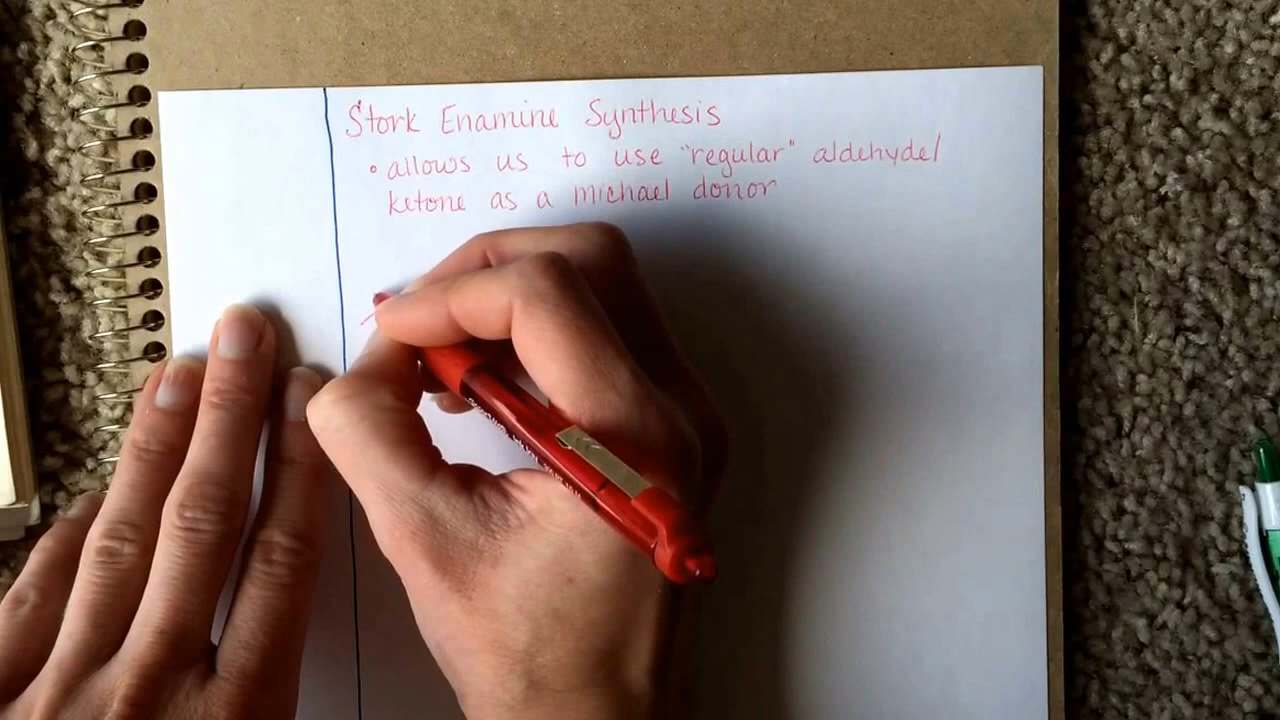 Stork Enamine Synthesis
• allows us to use "regular" aldehyde/
ketone as a michael donor